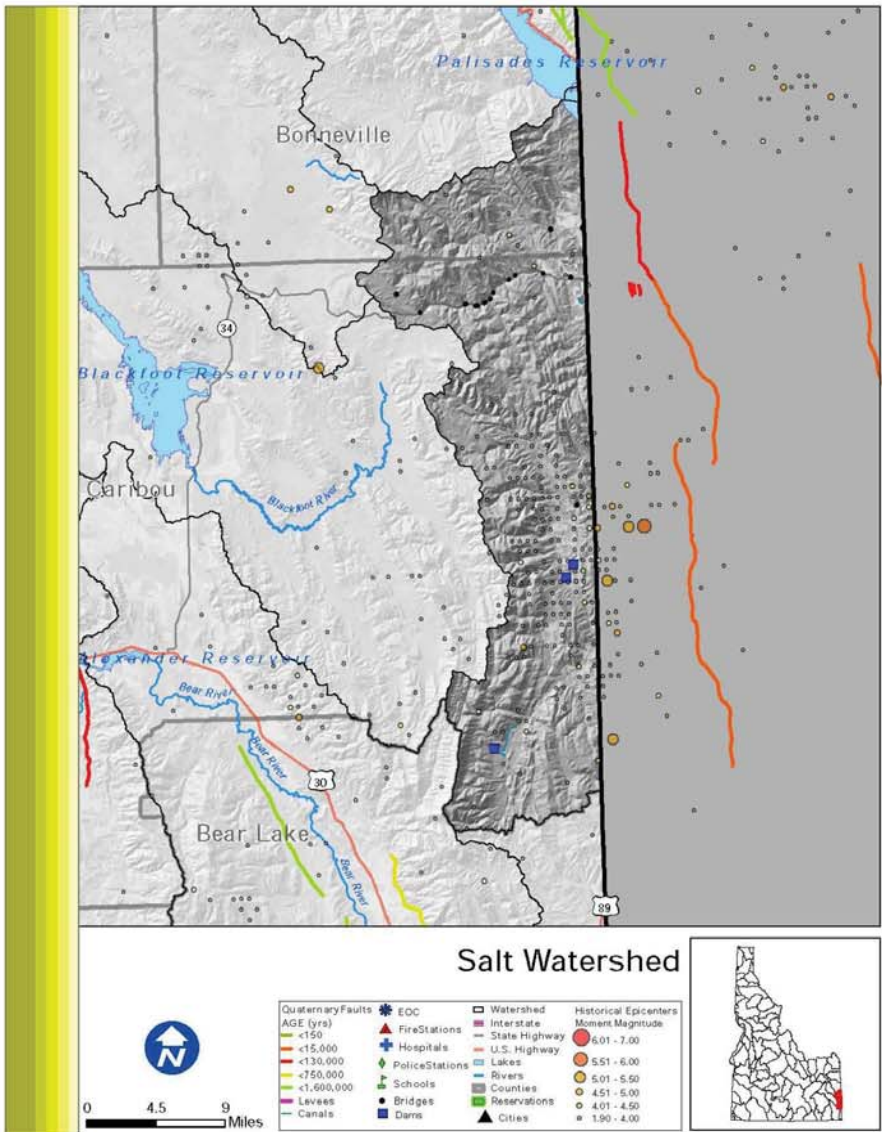 Palisades Reservoir
Bonneville
34
Blackfoot Reservoir
Caribou
Blackfoot River
Alexander Reservoir
Bear River
Bear River
30
Bear Lake
Bear River
89
Salt Watershed
N
0 4.5 9
Miles
Quaternary Faults
AGE (yrs)
<150
<15,000
<130,000
<750,000
<1,600,000
Levees
Canals
EOC
FireStations
Hospitals
PoliceStations
Schools
Bridges
Dams
Watershed
Interstate
State Highway
U.S. Highway
Lakes
Rivers
Counties
Reservations
Cities
Historical Epicenters
Moment Magnitude
6.01 - 7.00
5.51 - 6.00
5.01 - 5.50
4.51 - 5.00
4.01 - 4.50
1.90 - 4.00